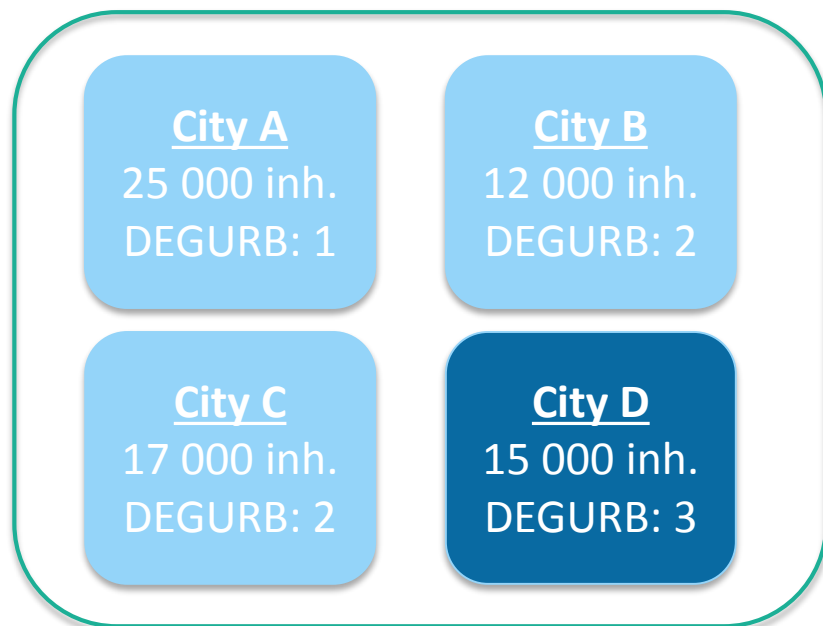 City A
25 000 inh.
DEGURB: 1
City B
12 000 inh.
DEGURB: 2
City C
17 000 inh.
DEGURB: 2
City D
15 000 inh.
DEGURB: 3